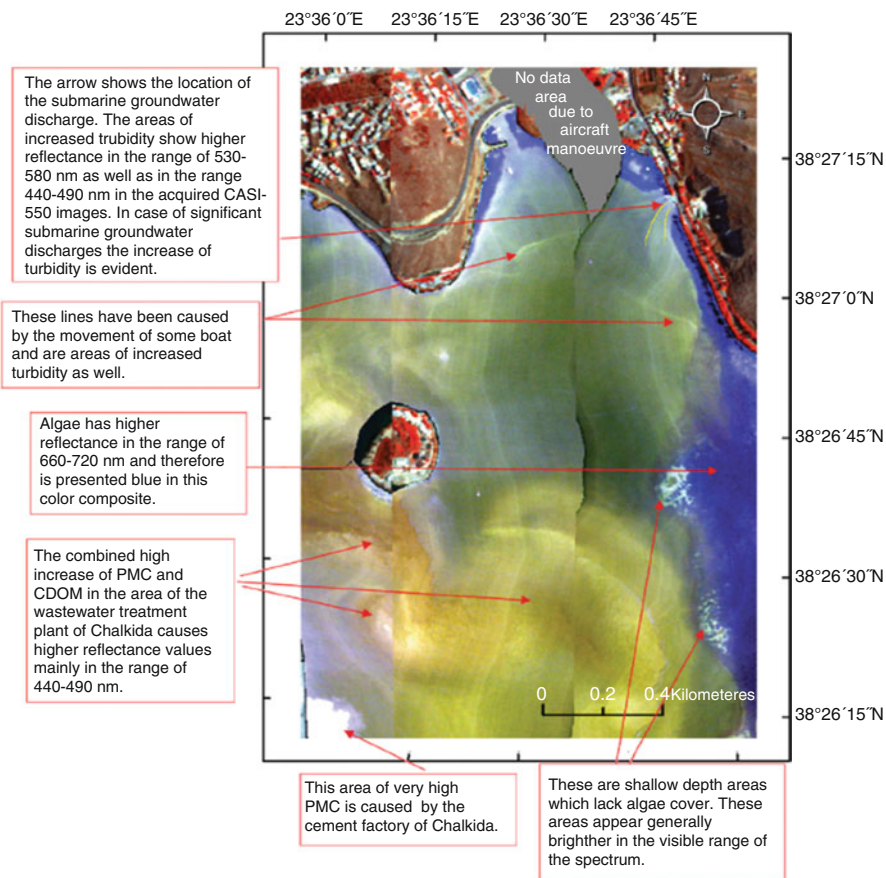 23°36´0˝E 23°36´15˝E 23°36´30˝E 23°36´45˝E
No data
area
due to
aircraft
manoeuvre
N
E
S
The arrow shows the location of
the submarine groundwater
discharge. The areas of
increased trubidity show higher
reflectance in the range of 530-
580 nm as well as in the range
440-490 nm in the acquired CASI-
550 images. In case of significant
submarine groundwater
discharges the increase of
turbidity is evident.
These lines have been caused
by the movement of some boat
and are areas of increased
turbidity as well.
Algae has higher
reflectance in the range of
660-720 nm and therefore
is presented blue in this
color composite.
The combined high
increase of PMC and
CDOM in the area of the
wastewater treatment
plant of Chalkida causes
higher reflectance values
mainly in the range of
440-490 nm.
38°27´15˝N
38°27´0˝N
38°26´45˝N
38°26´30˝N
38°26´15˝N
0 0.2 0.4Kilometeres
This area of very high
PMC is caused by the
cement factory of Chalkida.
These are shallow depth areas
which lack algae cover. These
areas appear generally
brighther in the visible range of
the spectrum.